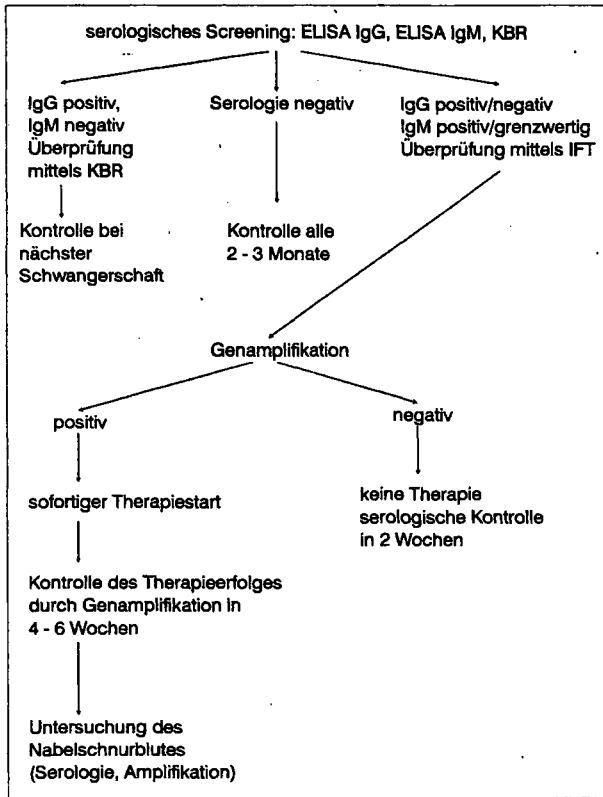 serologisches Screening: ELISA IgG, ELISA IgM, KBR
IgG positiv,
IgM negativ
Überprüfung
mittels KBR
Serologie negativ
IgG positiv/negativ
IgM positiv/grenzwertig
Überprüfung mittels IFT
Kontrolle bei
nächster
Schwangerschaft
Kontrolle alle
2 - 3 Monate
Genamplifikation
positiv
negativ
sofortiger Therapiestart
keine Therapie
serologische Kontrolle
in 2 Wochen
Kontrolle des Therapieerfolges
durch Genamplifikation in
4 - 6 Wochen
Untersuchung des
Nabelschnurblutes
(Serologie, Amplifikation)